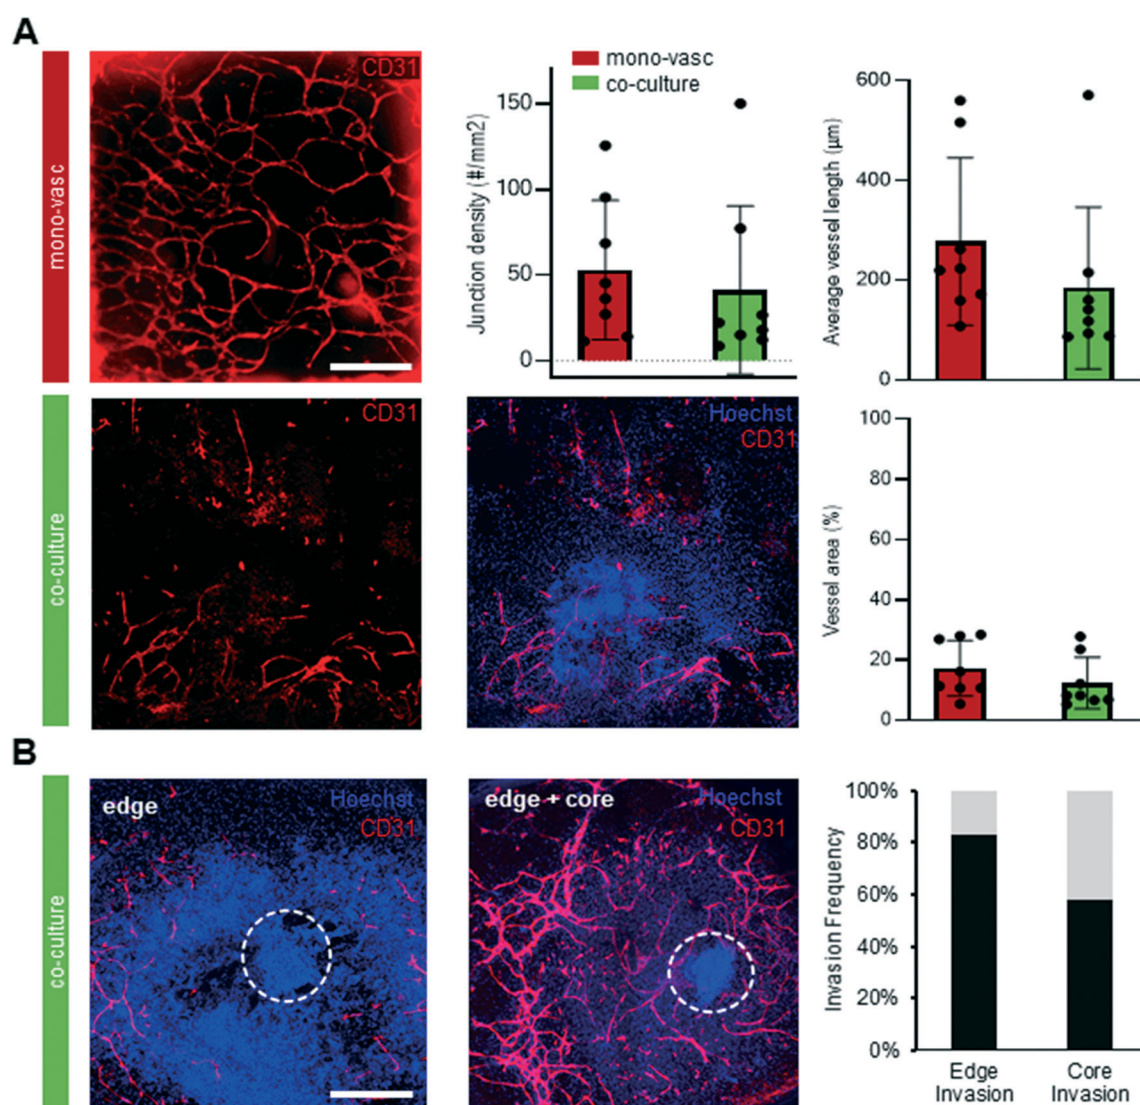 A
mono-vasc
CD31
mono-vasc
co-culture
Junction density (#/mm2)
150
100
50
0
Average vessel length (µm)
600
400
200
0
co-culture
CD31
Hoechst
CD31
Vessel area (%)
100
80
60
40
20
0
B
co-culture
edge
Hoechst
CD31
edge + core
Hoechst
CD31
Invasion Frequency
100%
80%
60%
40%
20%
0%
Edge
Invasion
Core
Invasion